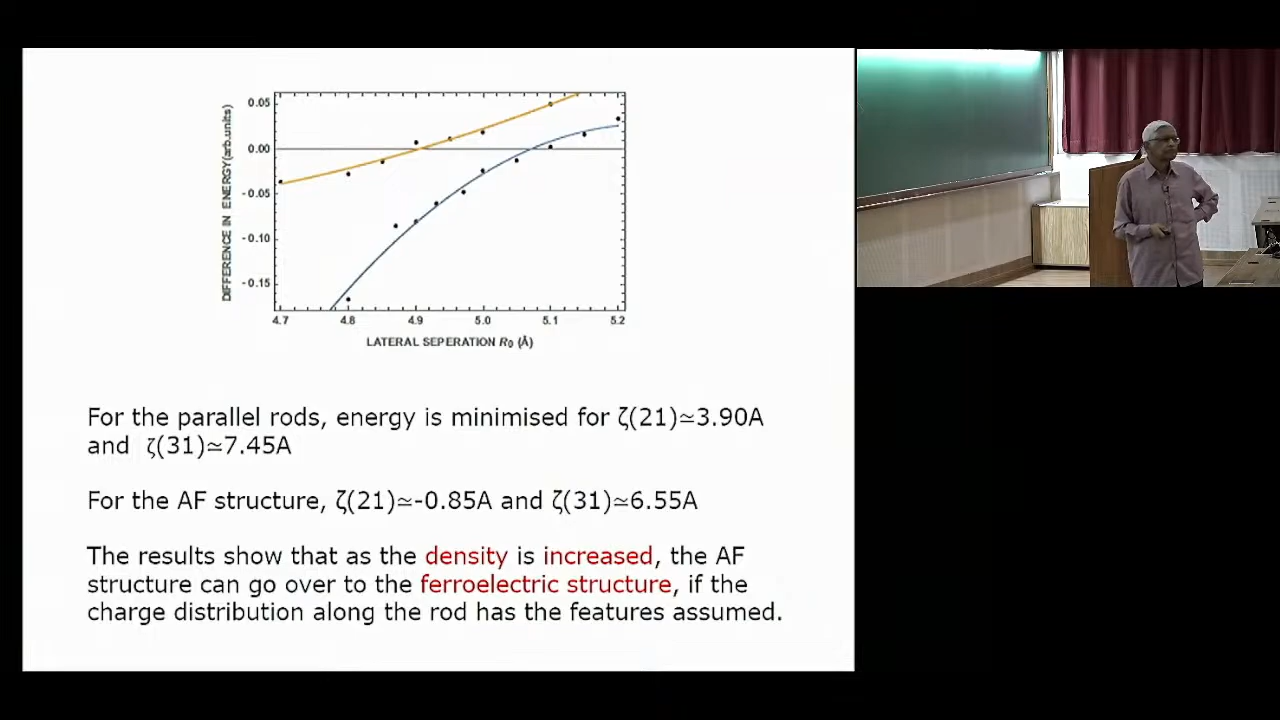 DIFFERENCE IN ENERGY(arb.units)
0.05
0.00
-0.05
-0.10
-0.15
4.7 4.8 4.9 5.0 5.1 5.2
LATERAL SEPERATION R0 (Å)
For the parallel rods, energy is minimised for ζ(21)≃3.90A
and ζ(31)≃7.45A
For the AF structure, ζ(21)≃-0.85A and ζ(31)≃6.55A
The results show that as the density is increased, the AF
structure can go over to the ferroelectric structure, if the
charge distribution along the rod has the features assumed.